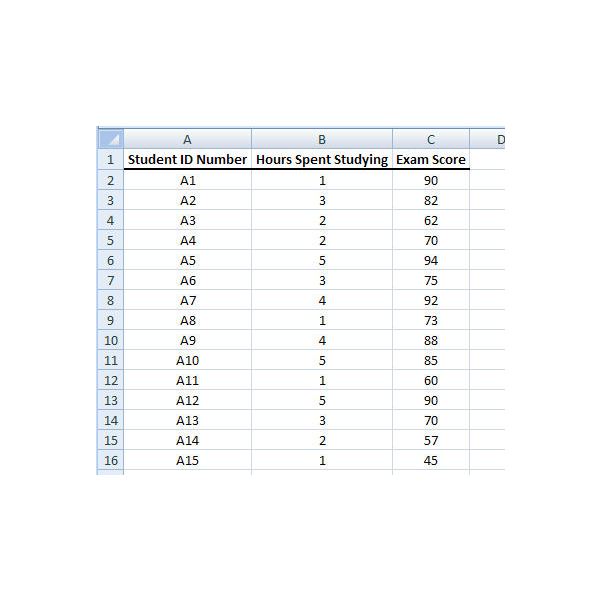 A B C D
1 Student ID Number Hours Spent Studying Exam Score
2 A1 1 90
3 A2 3 82
4 A3 2 62
5 A4 2 70
6 A5 5 94
7 A6 3 75
8 A7 4 92
9 A8 1 73
10 A9 4 88
11 A10 5 85
12 A11 1 60
13 A12 5 90
14 A13 3 70
15 A14 2 57
16 A15 1 45